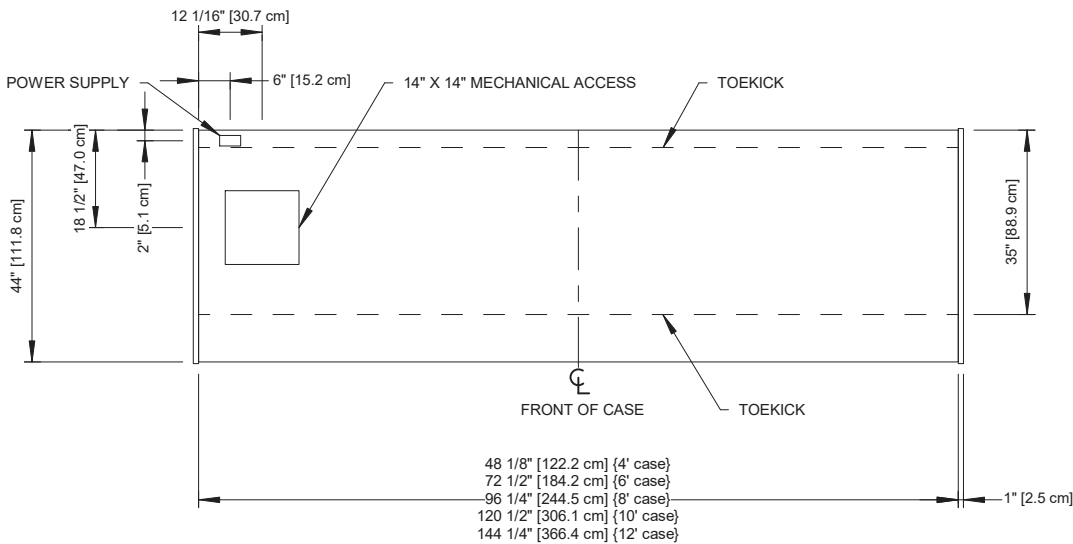 12 1/16" [30.7 cm]
POWER SUPPLY
6" [15.2 cm]
14" X 14" MECHANICAL ACCESS
TOEKICK
44" [111.8 cm]
18 1/2" [47.0 cm]
2" [5.1 cm]
35" [88.9 cm]
CL
FRONT OF CASE
TOEKICK
48 1/8" [122.2 cm] {4' case}
72 1/2" [184.2 cm] {6' case}
96 1/4" [244.5 cm] {8' case}
120 1/2" [306.1 cm] {10' case}
144 1/4" [366.4 cm] {12' case}
1" [2.5 cm]